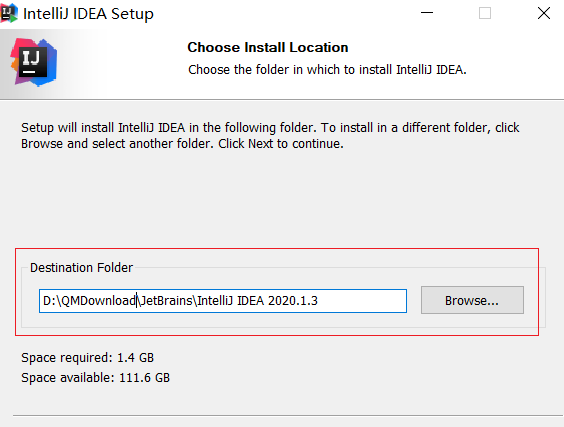 IntelliJ IDEA Setup
IJ
Choose Install Location
Choose the folder in which to install IntelliJ IDEA.
Setup will install IntelliJ IDEA in the following folder. To install in a different folder, click
Browse and select another folder. Click Next to continue.
Destination Folder
D:\QMDownload\JetBrains\IntelliJ IDEA 2020.1.3
Browse...
Space required: 1.4 GB
Space available: 111.6 GB